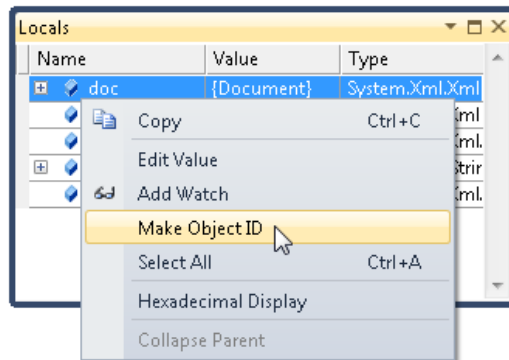 Locals
Name Value Type
doc {Document} System.Xml.Xml
Copy Ctrl+C
Edit Value
Add Watch
Make Object ID
Select All Ctrl+A
Hexadecimal Display
Collapse Parent